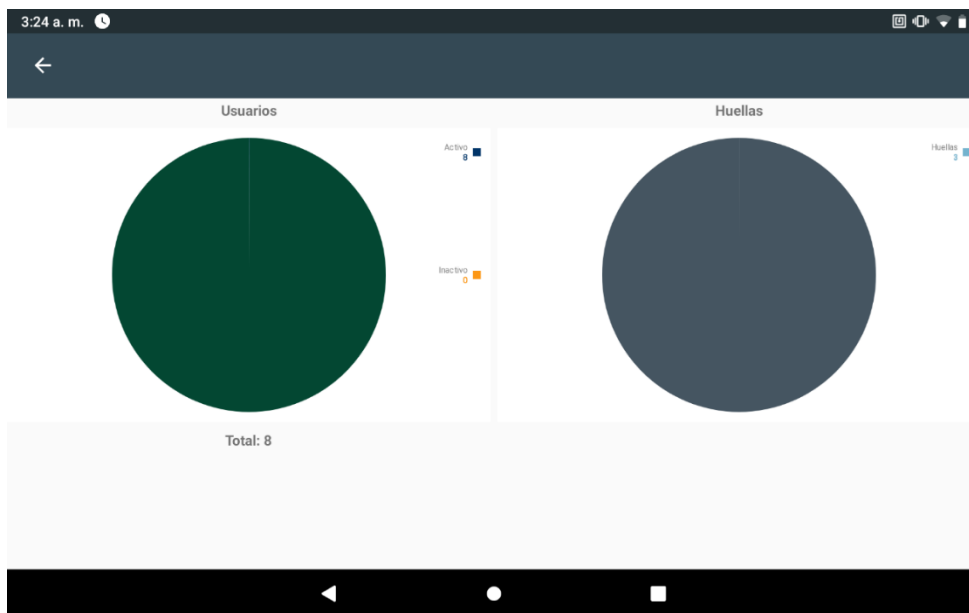 3:24 a. m.
Usuarios
Activo
8
Inactivo
0
Total: 8
Huellas
Huellas
3